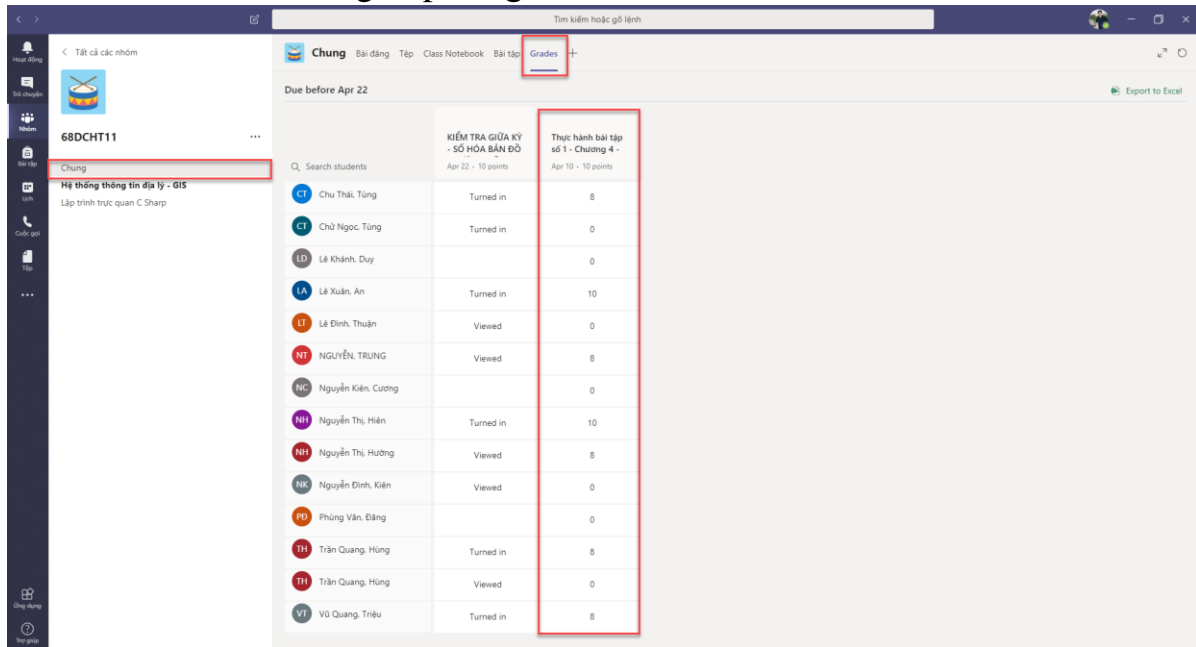 Tìm kiếm hoặc gõ lệnh
Hoạt động
Trò chuyện
Nhóm
Bài tập
Lịch
Cuộc gọi
Tệp
Ứng dụng
Trợ giúp
Tất cả các nhóm
68DCHT11
Chung
Hệ thống thông tin địa lý - GIS
Lập trình trực quan C Sharp
Chung Bài đăng Tệp Class Notebook Bài tập Grades
Due before Apr 22
Export to Excel
KIỂM TRA GIỮA KỲ
- SỐ HÓA BẢN ĐỒ
Thực hành bài tập
số 1 - Chương 4 -
Search students
Apr 22 • 10 points
Apr 10 • 10 points
CT Chu Thái, Tùng Turned in 8
CT Chử Ngọc, Tùng Turned in 0
LD Lê Khánh, Duy 0
LA Lê Xuân, An Turned in 10
LT Lê Đình, Thuận Viewed 0
NT NGUYỄN, TRUNG Viewed 8
NC Nguyễn Kiên, Cương 0
NH Nguyễn Thị, Hiên Turned in 10
NH Nguyễn Thị, Hường Viewed 8
NK Nguyễn Đình, Kiên Viewed 0
PĐ Phùng Văn, Đăng 0
TH Trần Quang, Hùng Turned in 8
TH Trần Quang, Hùng Viewed 0
VT Vũ Quang, Triệu Turned in 8